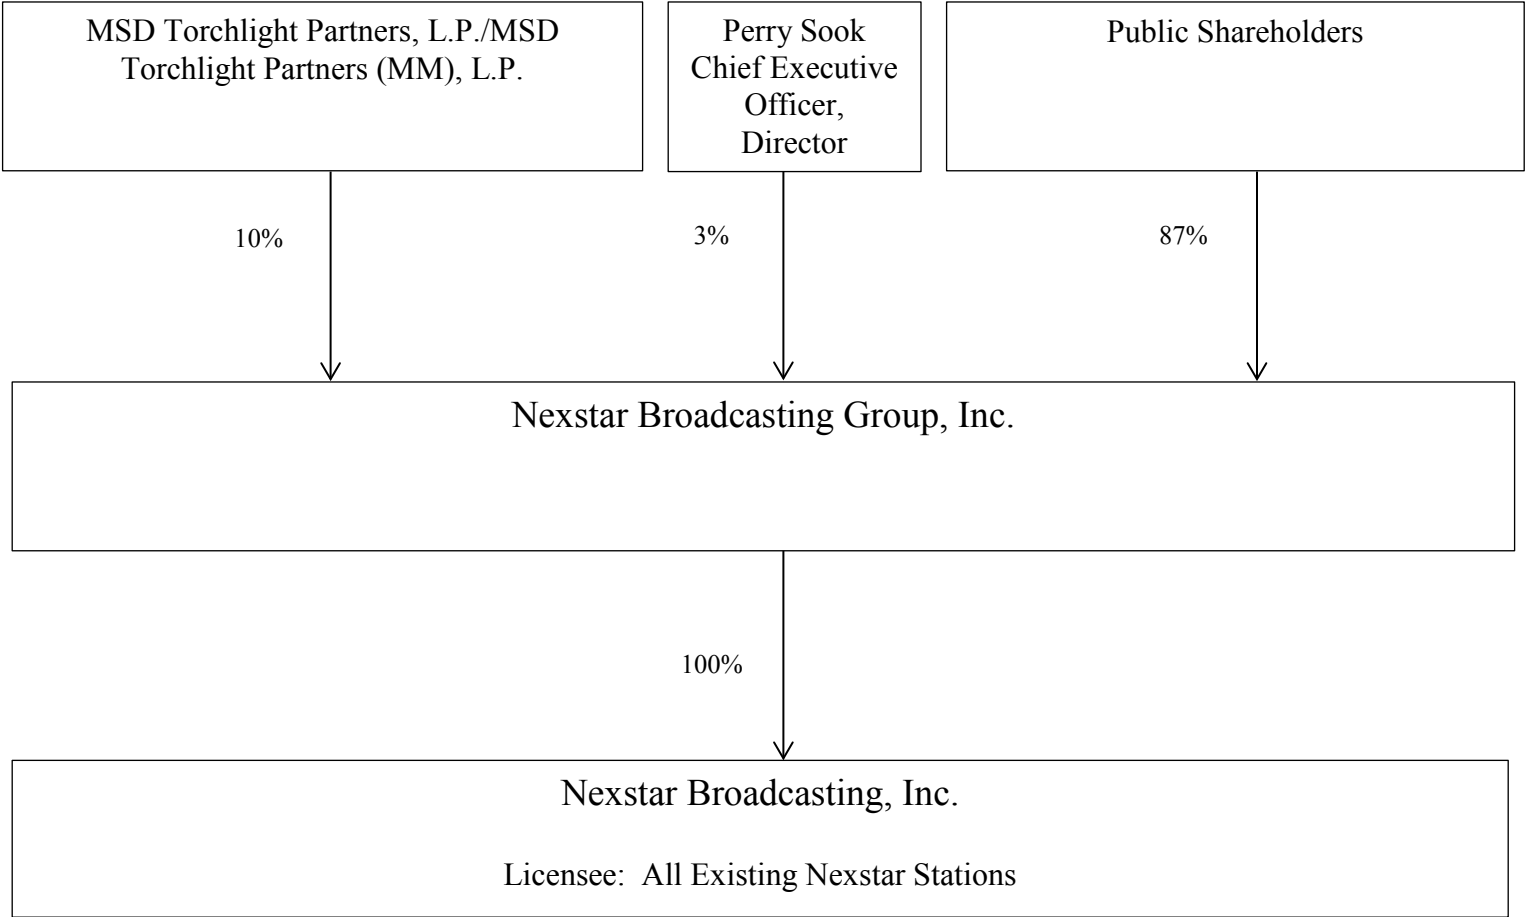 MSD Torchlight Partners, L.P./MSD
Torchlight Partners (MM), L.P.
Perry Sook
Chief Executive
Officer,
Director
Public Shareholders
10%
3%
87%
Nexstar Broadcasting Group, Inc.
100%
Nexstar Broadcasting, Inc.
Licensee:  All Existing Nexstar Stations